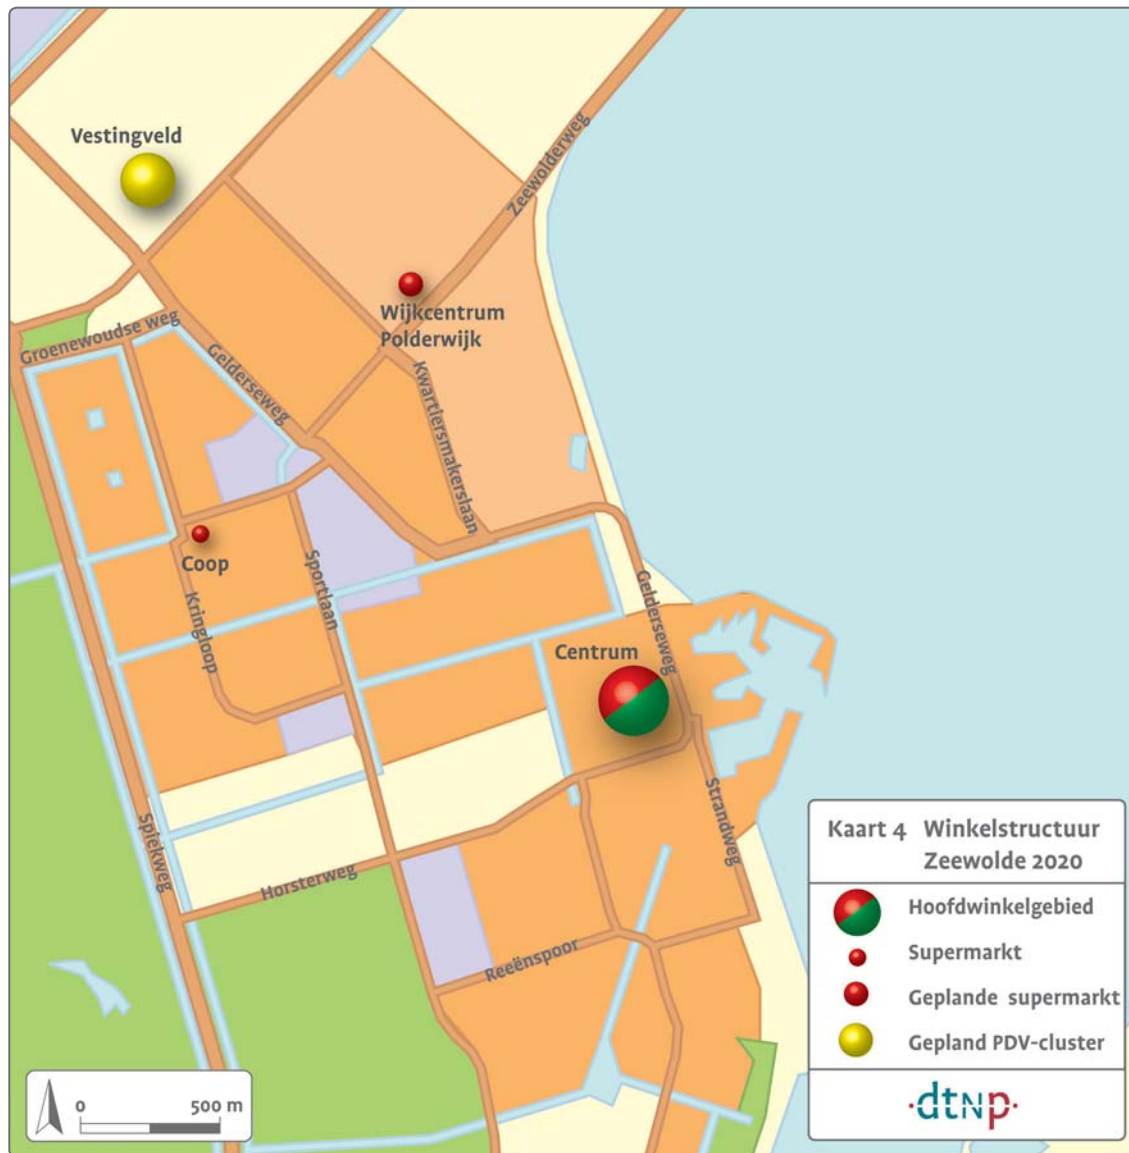 Vestingveld
Zeewolderweg
Wijkcentrum
Polderwijk
Groenewoudse weg
Gelderseweg
Kwartiersmakerslaan
Coop
Sportlaan
Kringloop
Gelderseweg
Centrum
Strandweg
Spiekweg
Horsterweg
Reeënspoor
Kaart 4 Winkelstructuur
Zeewolde 2020
Hoofdwinkelgebied
Supermarkt
Geplande supermarkt
Gepland PDV-cluster
·dtnp·
0 500 m